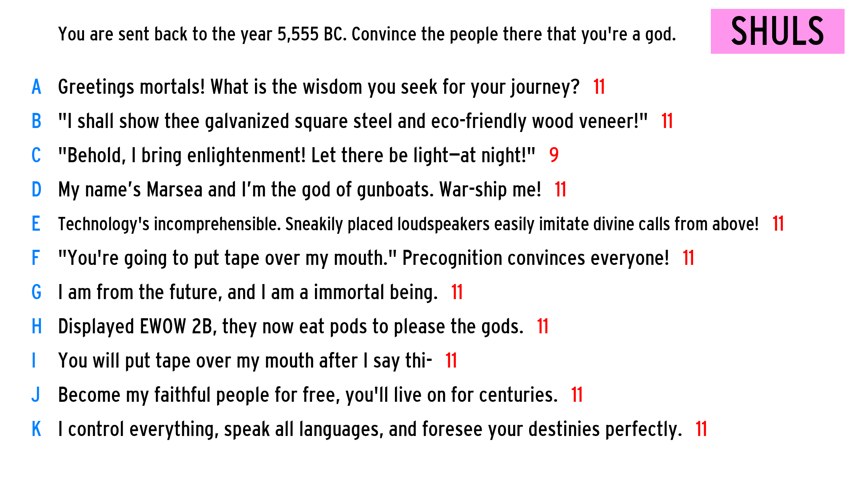 You are sent back to the year 5,555 BC. Convince the people there that you're a god.
SHULS
A Greetings mortals! What is the wisdom you seek for your journey? 11
B "I shall show thee galvanized square steel and eco-friendly wood veneer!" 11
C "Behold, I bring enlightenment! Let there be light—at night!" 9
D My name’s Marsea and I’m the god of gunboats. War-ship me! 11
E Technology's incomprehensible. Sneakily placed loudspeakers easily imitate divine calls from above! 11
F "You're going to put tape over my mouth." Precognition convinces everyone! 11
G I am from the future, and I am a immortal being. 11
H Displayed EWOW 2B, they now eat pods to please the gods. 11
I You will put tape over my mouth after I say thi- 11
J Become my faithful people for free, you'll live on for centuries. 11
K I control everything, speak all languages, and foresee your destinies perfectly. 11